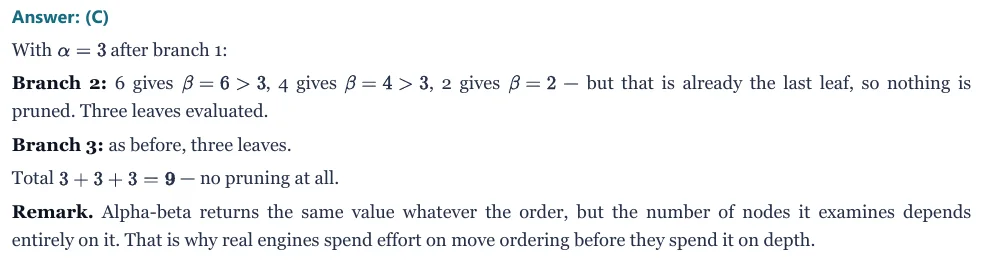 Answer: (C)
With α = 3 after branch 1:
Branch 2: 6 gives β = 6 > 3, 4 gives β = 4 > 3, 2 gives β = 2 — but that is already the last leaf, so nothing is
pruned. Three leaves evaluated.
Branch 3: as before, three leaves.
Total 3 + 3 + 3 = 9 — no pruning at all.
Remark. Alpha-beta returns the same value whatever the order, but the number of nodes it examines depends
entirely on it. That is why real engines spend effort on move ordering before they spend it on depth.